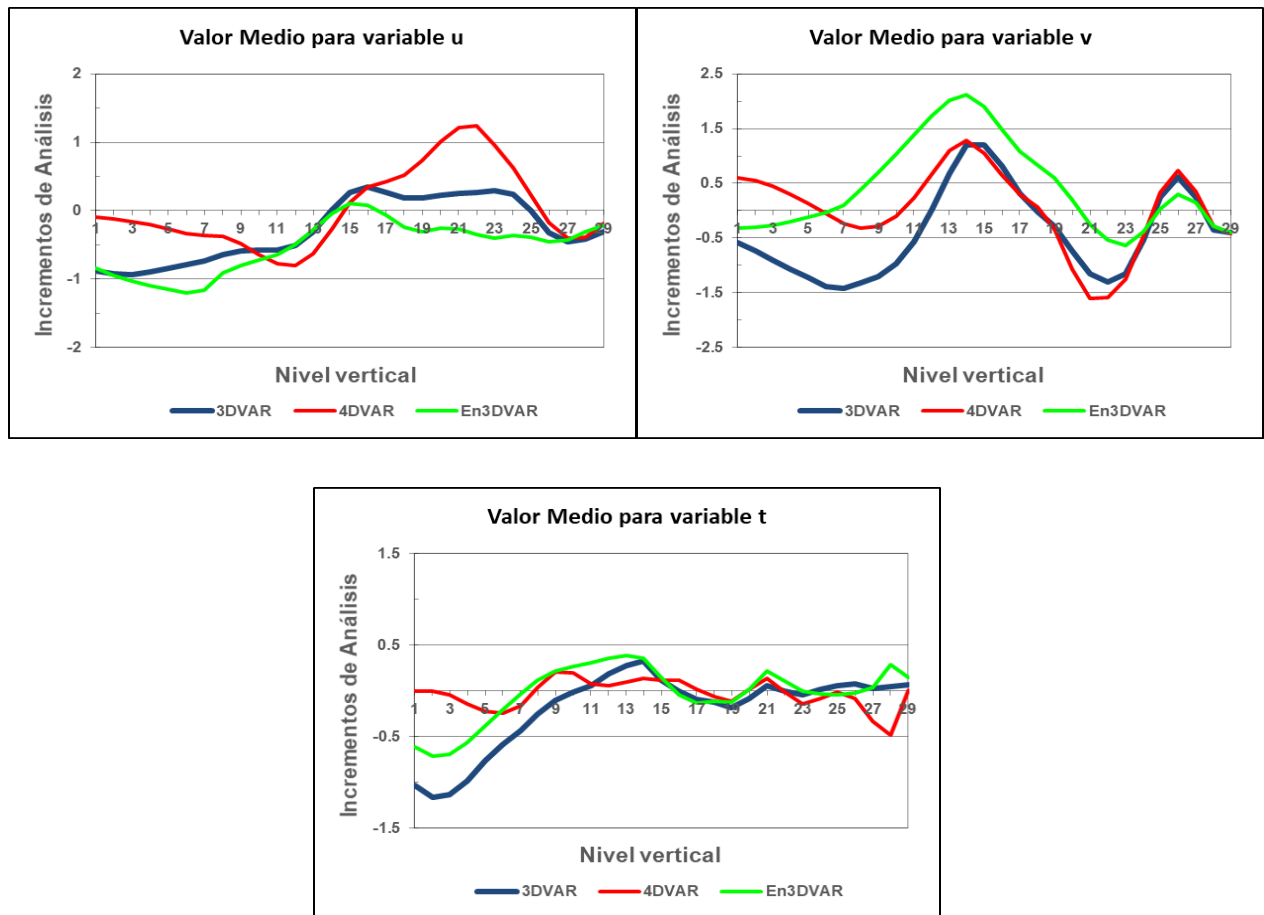 Valor Medio para variable u
2
1
0
-1
-2
1 3 5 7 9 11 13 15 17 19 21 23 25 27 29
Incrementos de Análisis
Nivel vertical
3DVAR 4DVAR En3DVAR
Valor Medio para variable v
2.5
1.5
0.5
-0.5
-1.5
-2.5
1 3 5 7 9 11 13 15 17 19 21 23 25 27 29
Incrementos de Análisis
Nivel vertical
3DVAR 4DVAR En3DVAR
Valor Medio para variable t
1.5
0.5
-0.5
-1.5
1 3 5 7 9 11 13 15 17 19 21 23 25 27 29
Incrementos de Análisis
Nivel vertical
3DVAR 4DVAR En3DVAR